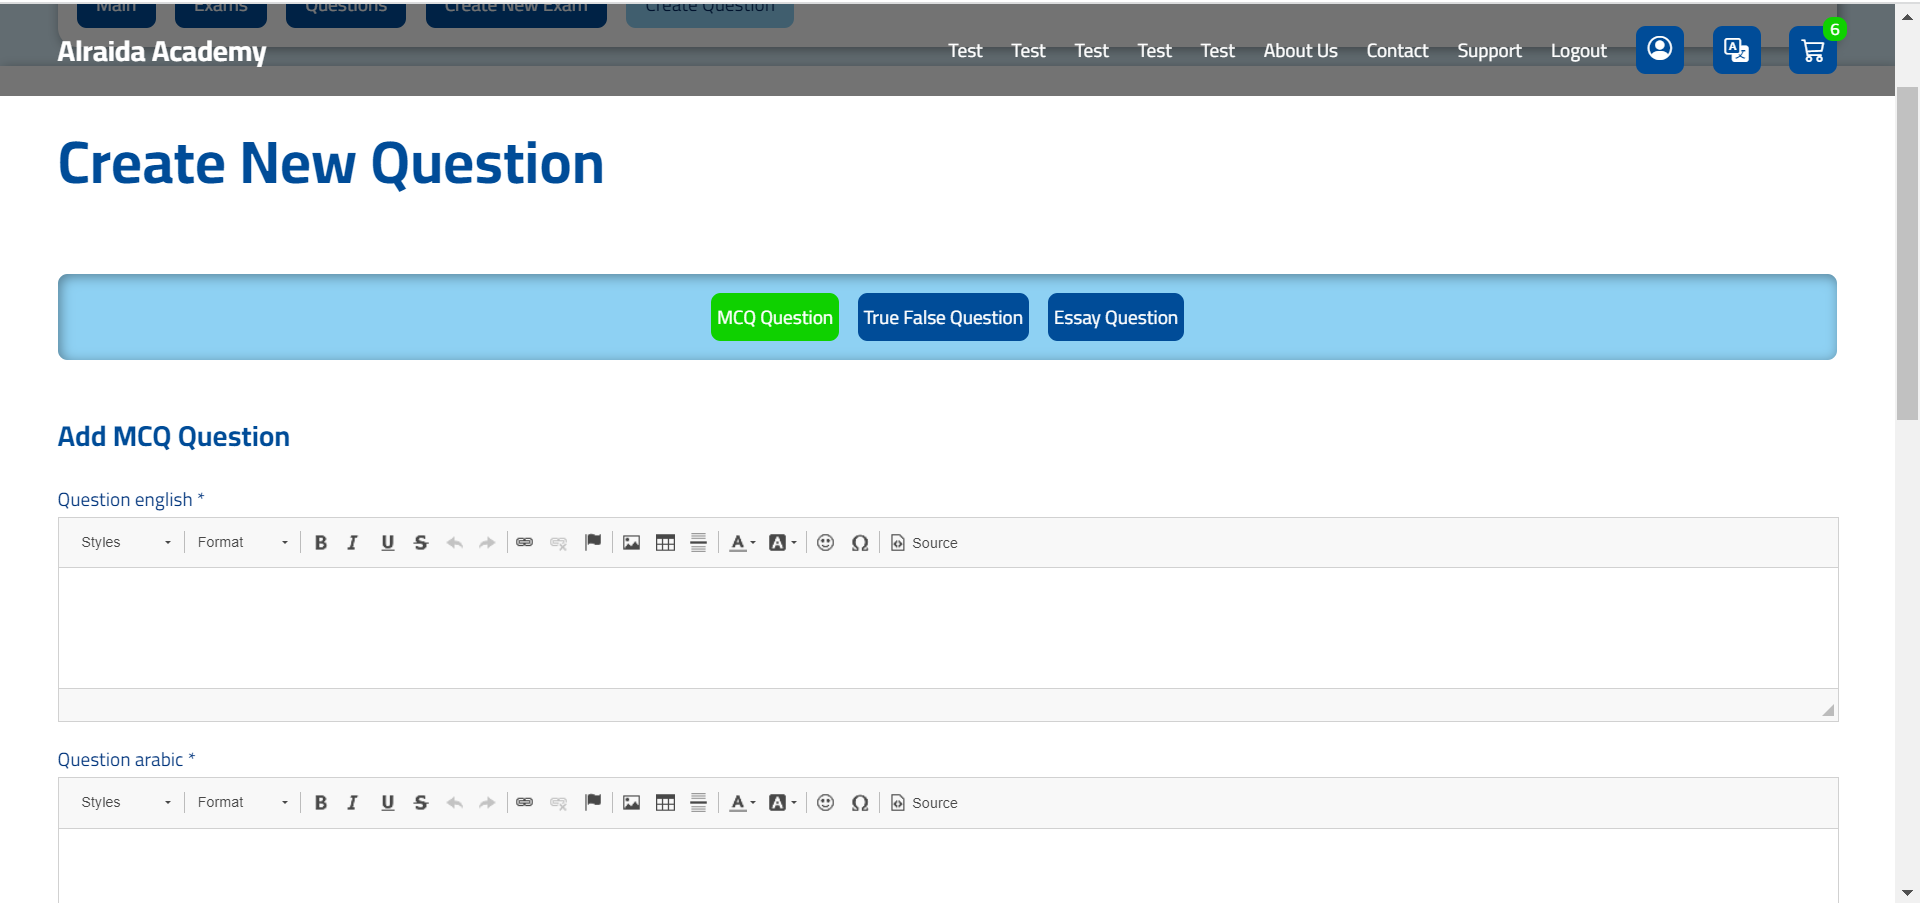 Main Exams Questions Create New Exam Create Question
Alraida Academy Test Test Test Test Test About Us Contact Support Logout 6
Create New Question
MCQ Question True False Question Essay Question
Add MCQ Question
Question english *
Styles Format B I U S A A Ω Source
Question arabic *
Styles Format B I U S A A Ω Source